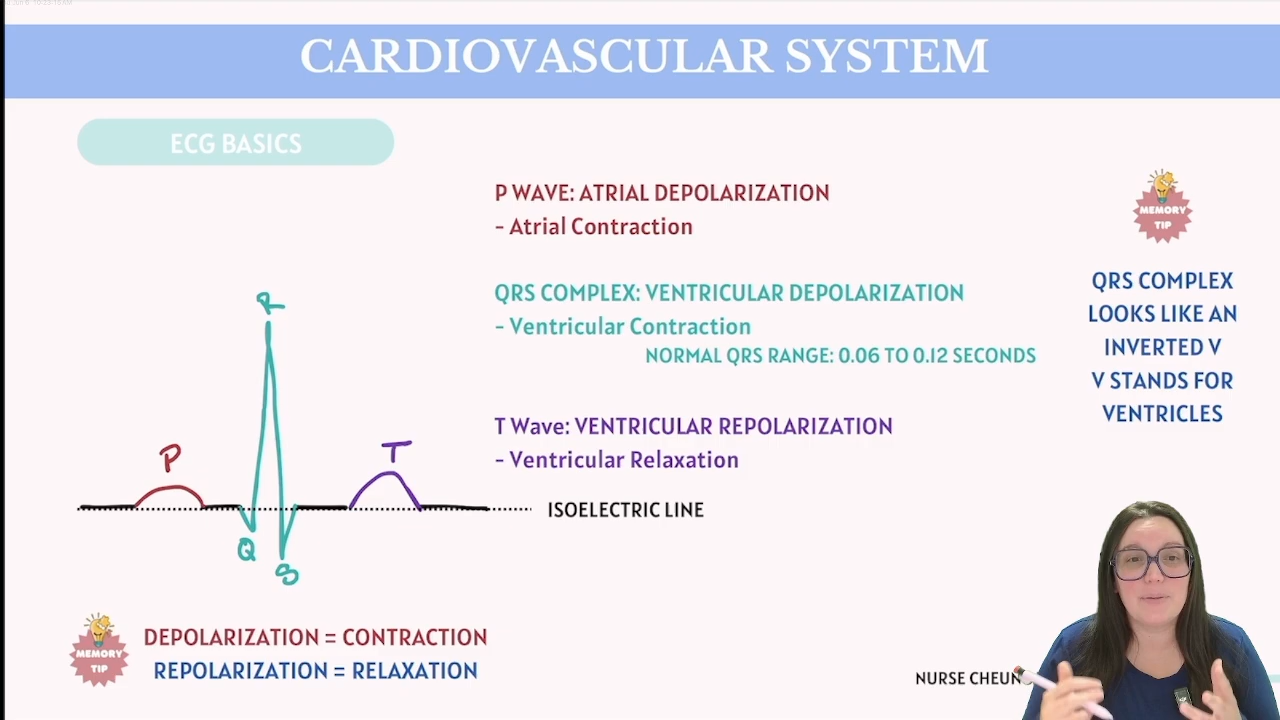 CARDIOVASCULAR SYSTEM
ECG BASICS
P WAVE: ATRIAL DEPOLARIZATION
- Atrial Contraction
QRS COMPLEX: VENTRICULAR DEPOLARIZATION
- Ventricular Contraction
NORMAL QRS RANGE: 0.06 TO 0.12 SECONDS
T Wave: VENTRICULAR REPOLARIZATION
- Ventricular Relaxation
ISOELECTRIC LINE
P
Q
R
S
T
MEMORY
TIP
QRS COMPLEX
LOOKS LIKE AN
INVERTED V
V STANDS FOR
VENTRICLES
MEMORY
TIP
DEPOLARIZATION = CONTRACTION
REPOLARIZATION = RELAXATION
NURSE